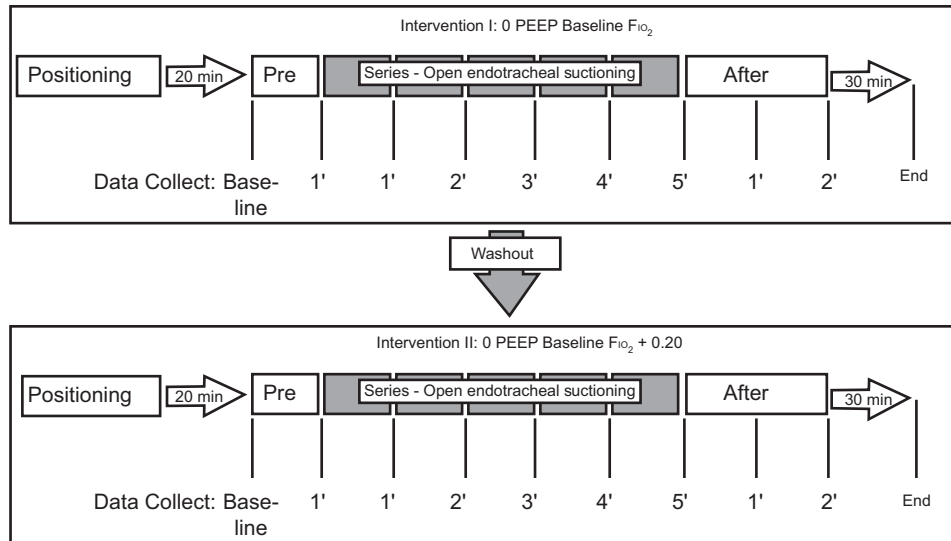 Intervention I: 0 PEEP Baseline FIO2
Positioning 20 min Pre Series - Open endotracheal suctioning After 30 min
Data Collect: Base- 1' 1' 2' 3' 4' 5' 1' 2' End
line
Washout
Intervention II: 0 PEEP Baseline FIO2 + 0.20
Positioning 20 min Pre Series - Open endotracheal suctioning After 30 min
Data Collect: Base- 1' 1' 2' 3' 4' 5' 1' 2' End
line